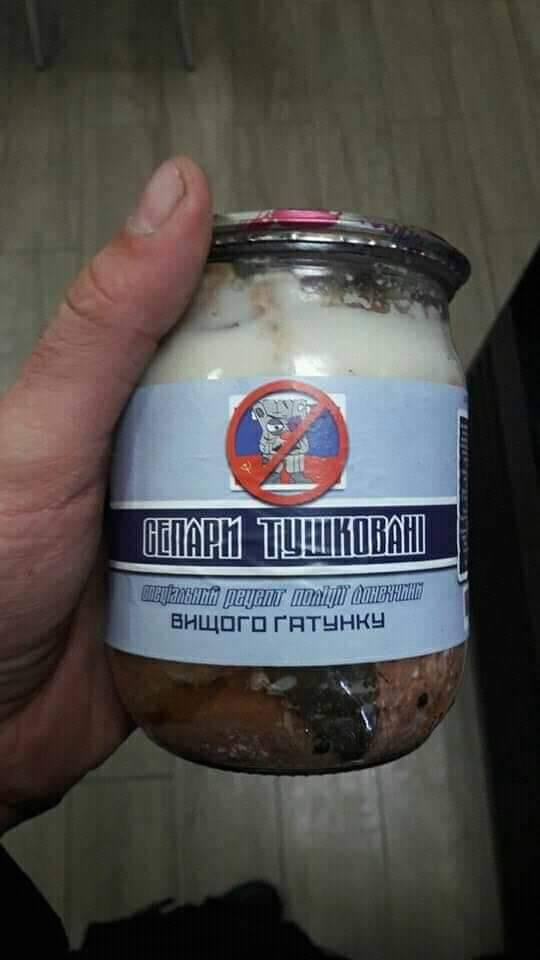 СЕПАРИ ТУШКОВАНІ
спеціальний рецепт поліції донеччини
ВИЩОГО ҐАТУНКУ